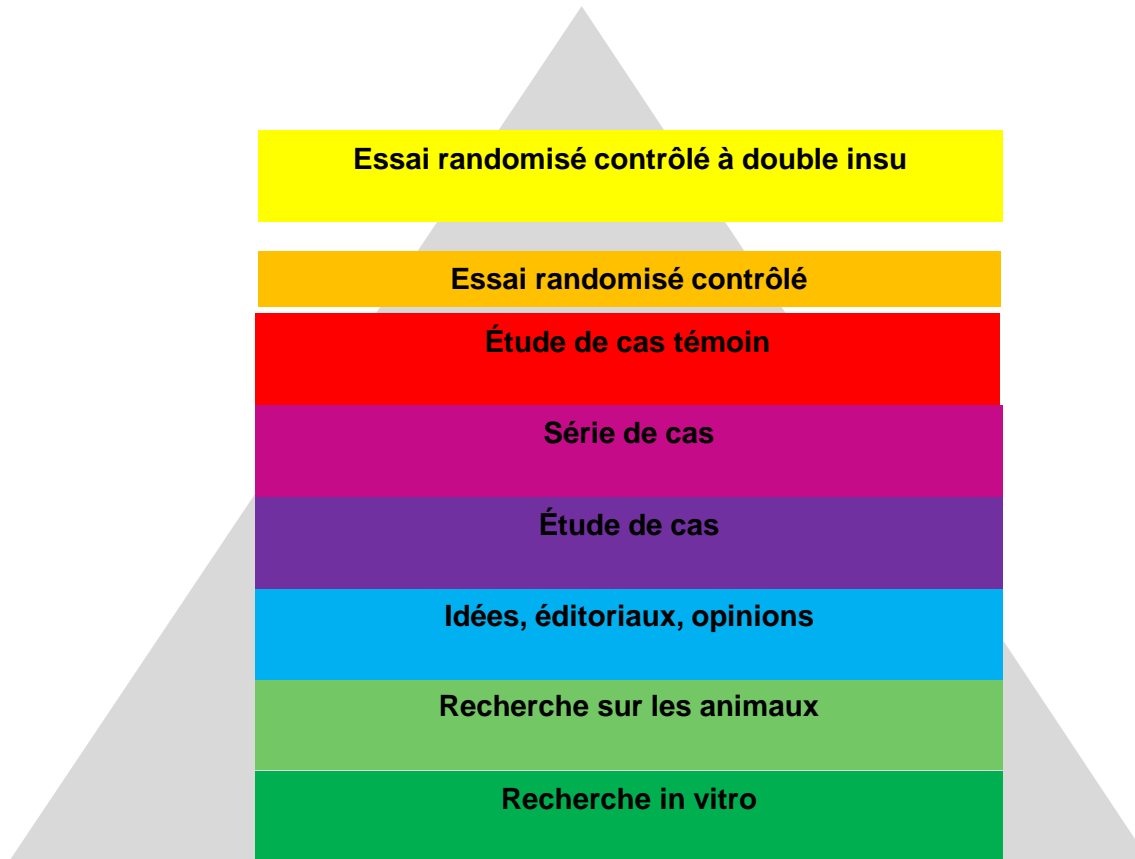 Essai randomisé contrôlé à double insu
Essai randomisé contrôlé
Étude de cas témoin
Série de cas
Étude de cas
Idées, éditoriaux, opinions
Recherche sur les animaux
Recherche in vitro